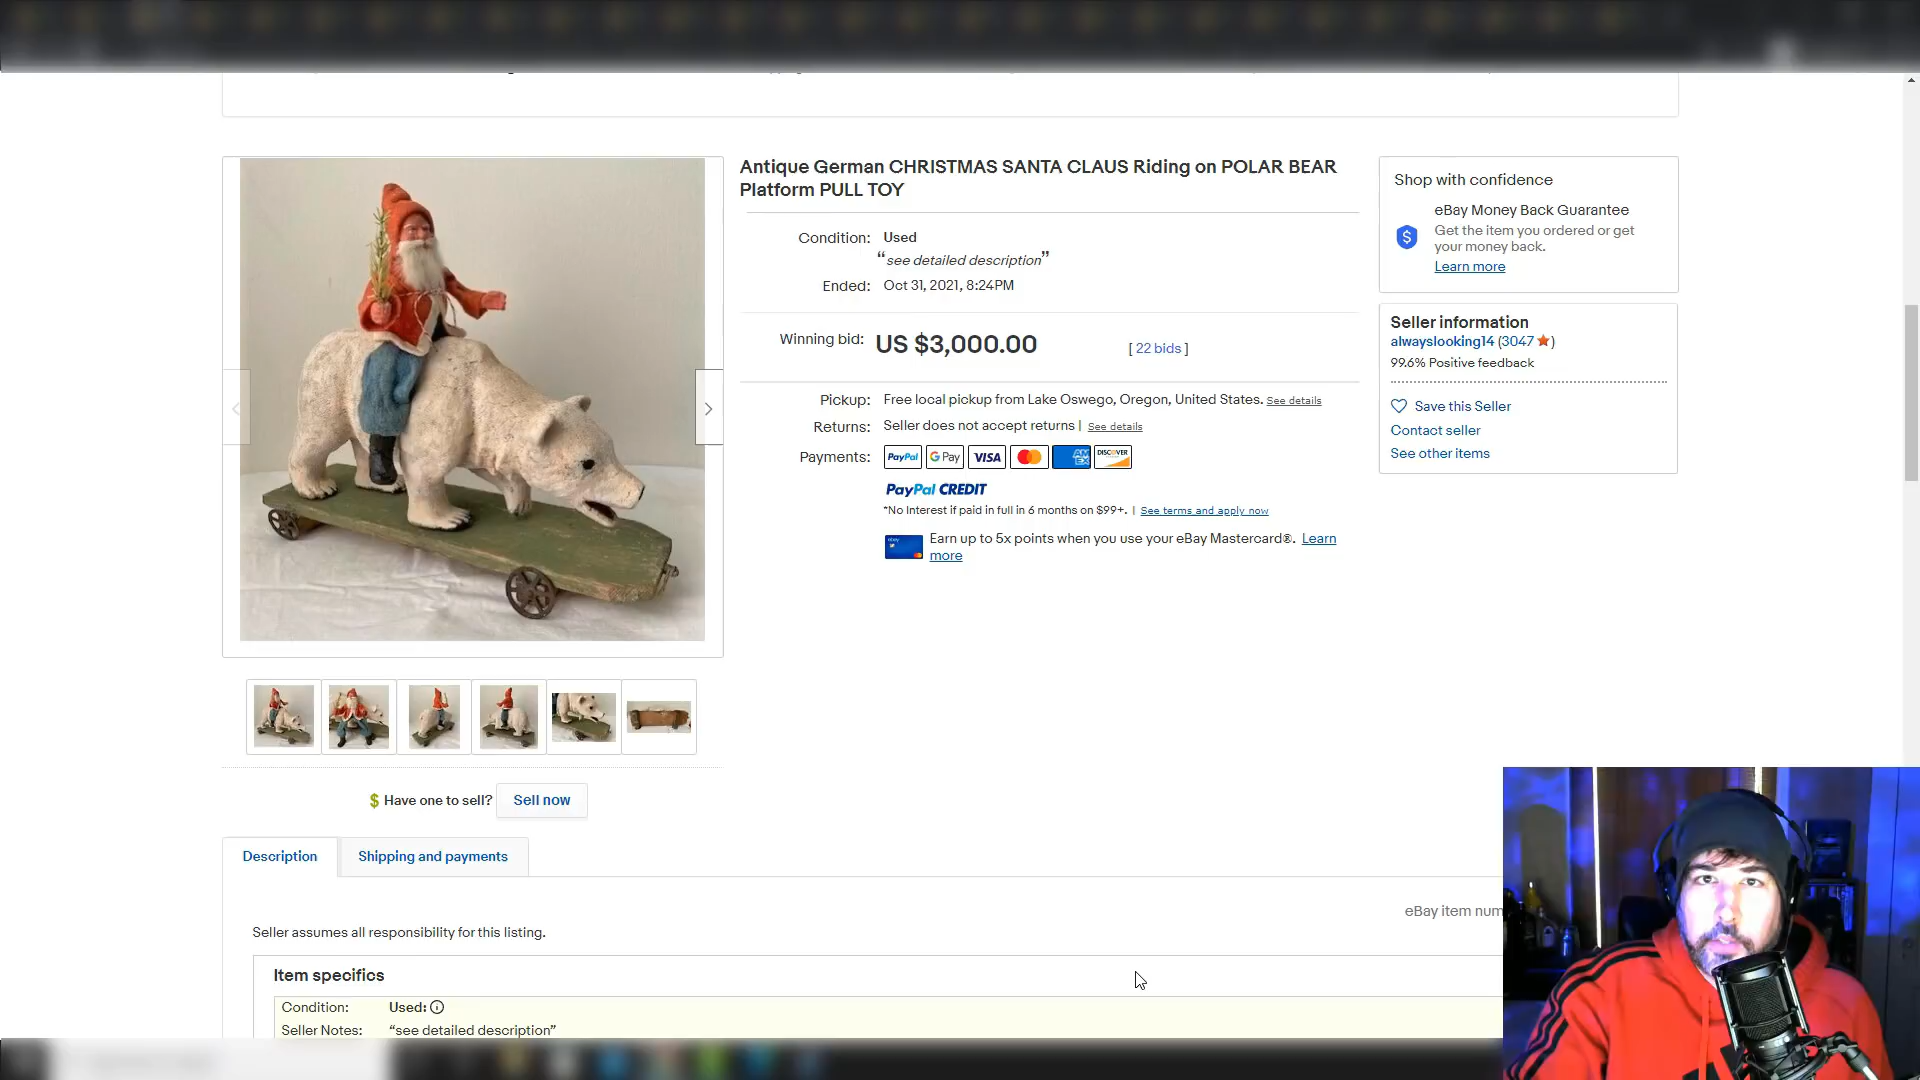 Antique German CHRISTMAS SANTA CLAUS Riding on POLAR BEAR
Platform PULL TOY
Condition: Used
“see detailed description”
Ended: Oct 31, 2021, 8:24PM
Winning bid: US $3,000.00 [ 22 bids ]
Pickup: Free local pickup from Lake Oswego, Oregon, United States. See details
Returns: Seller does not accept returns | See details
Payments: PayPal G Pay VISA AM EX DISCOVER
PayPal CREDIT
*No Interest if paid in full in 6 months on $99+. | See terms and apply now
Earn up to 5x points when you use your eBay Mastercard®. Learn
more
Shop with confidence
eBay Money Back Guarantee
Get the item you ordered or get
your money back.
Learn more
Seller information
alwayslooking14 (3047)
99.6% Positive feedback
Save this Seller
Contact seller
See other items
$ Have one to sell? Sell now
Description Shipping and payments
eBay item num
Seller assumes all responsibility for this listing.
Item specifics
Condition: Used:
Seller Notes: “see detailed description”